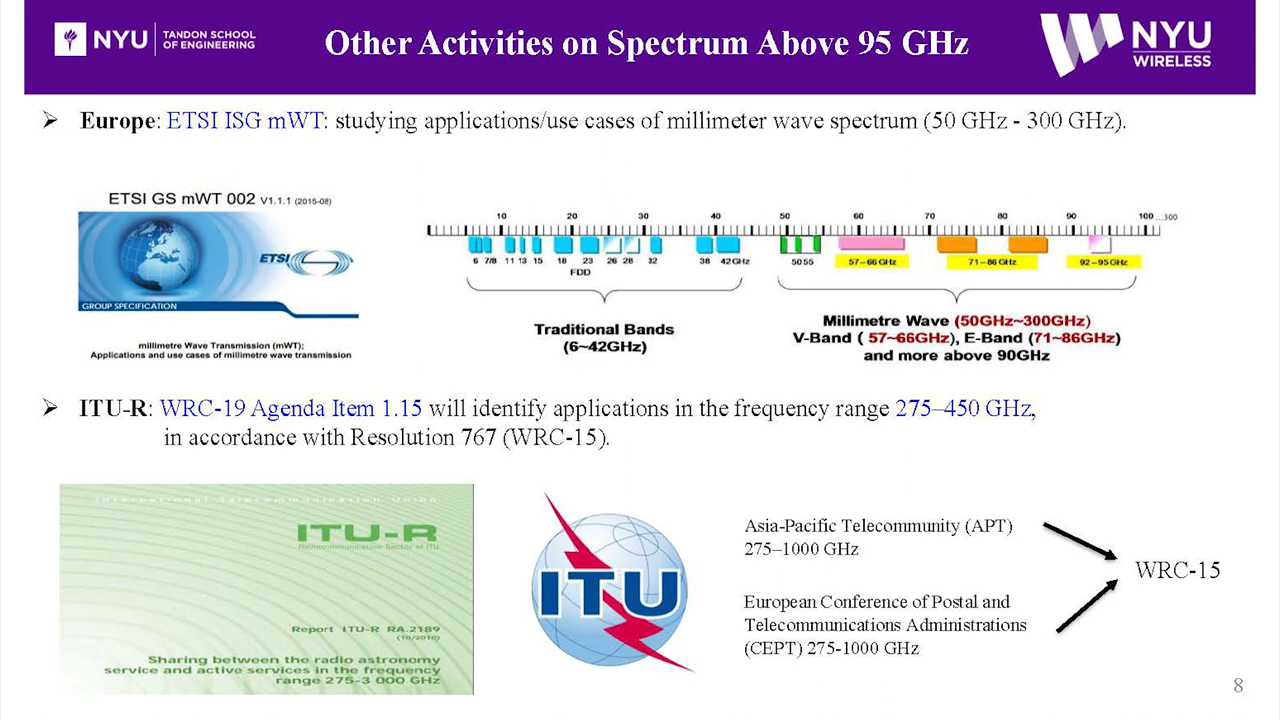 NYU
TANDON SCHOOL
OF ENGINEERING
Other Activities on Spectrum Above 95 GHz
NYU
WIRELESS
➢ Europe: ETSI ISG mWT: studying applications/use cases of millimeter wave spectrum (50 GHz - 300 GHz).
ETSI GS mWT 002 V1.1.1 (2015-08)
ETSI
GROUP SPECIFICATION
millimetre Wave Transmission (mWT);
Applications and use cases of millimetre wave transmission
10 20 30 40 50 60 70 80 90 100 ...300
6 7/8 11 13 15 18 23 26 28 32 38 42GHz 50 55 57–66 GHz 71–86 GHz 92–95 GHz
FDD
Traditional Bands
(6~42GHz)
Millimetre Wave (50GHz~300GHz)
V-Band ( 57~66GHz), E-Band (71~86GHz)
and more above 90GHz
➢ ITU-R: WRC-19 Agenda Item 1.15 will identify applications in the frequency range 275–450 GHz,
in accordance with Resolution 767 (WRC-15).
International Telecommunication Union
ITU-R
Radiocommunication Sector of ITU
Report ITU-R RA.2189
(10/2010)
Sharing between the radio astronomy
service and active services in the frequency
range 275-3 000 GHz
ITU
Asia-Pacific Telecommunity (APT)
275–1000 GHz
WRC-15
European Conference of Postal and
Telecommunications Administrations
(CEPT) 275-1000 GHz
8